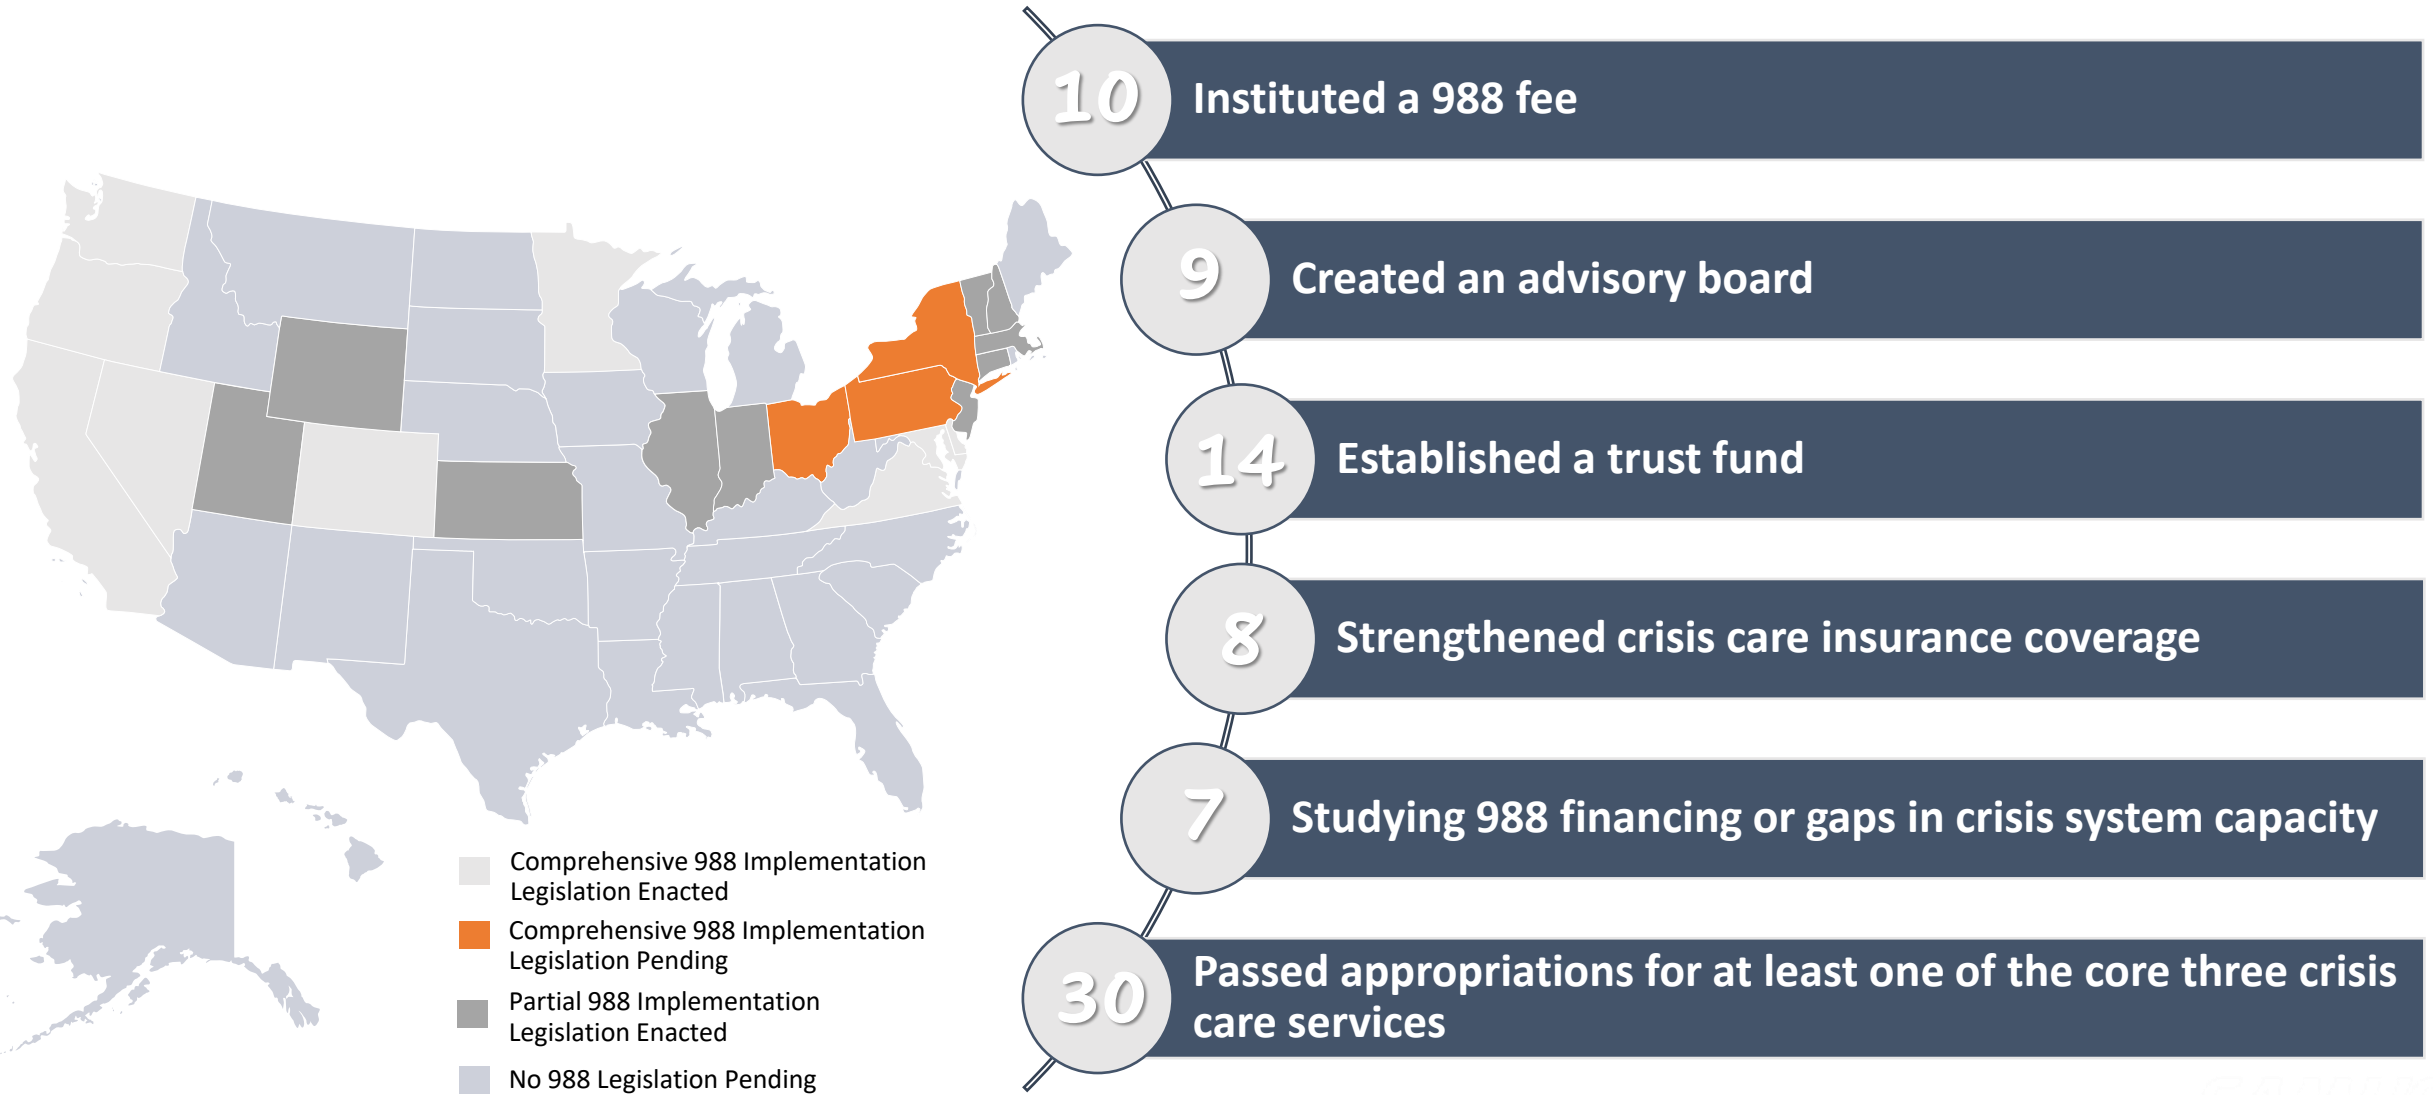 10
Instituted a 988 fee
9
Created an advisory board
14
Established a trust fund
8
Strengthened crisis care insurance coverage
7
Studying 988 financing or gaps in crisis system capacity
30
Passed appropriations for at least one of the core three crisis
care services
Comprehensive 988 Implementation
Legislation Enacted
Comprehensive 988 Implementation
Legislation Pending
Partial 988 Implementation
Legislation Enacted
No 988 Legislation Pending